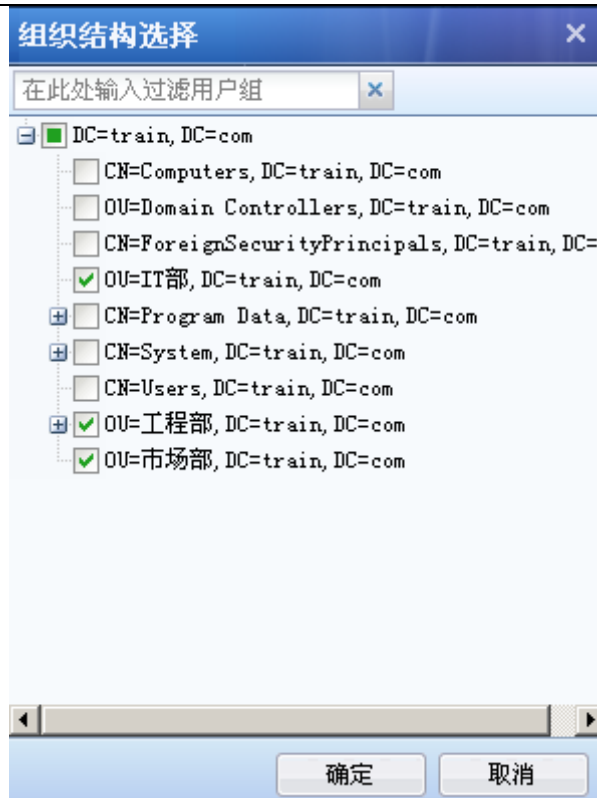 组织结构选择
在此处输入过滤用户组
DC=train, DC=com
CN=Computers, DC=train, DC=com
OU=Domain Controllers, DC=train, DC=com
CN=ForeignSecurityPrincipals, DC=train, DC=
OU=IT部, DC=train, DC=com
CN=Program Data, DC=train, DC=com
CN=System, DC=train, DC=com
CN=Users, DC=train, DC=com
OU=工程部, DC=train, DC=com
OU=市场部, DC=train, DC=com
确定 取消